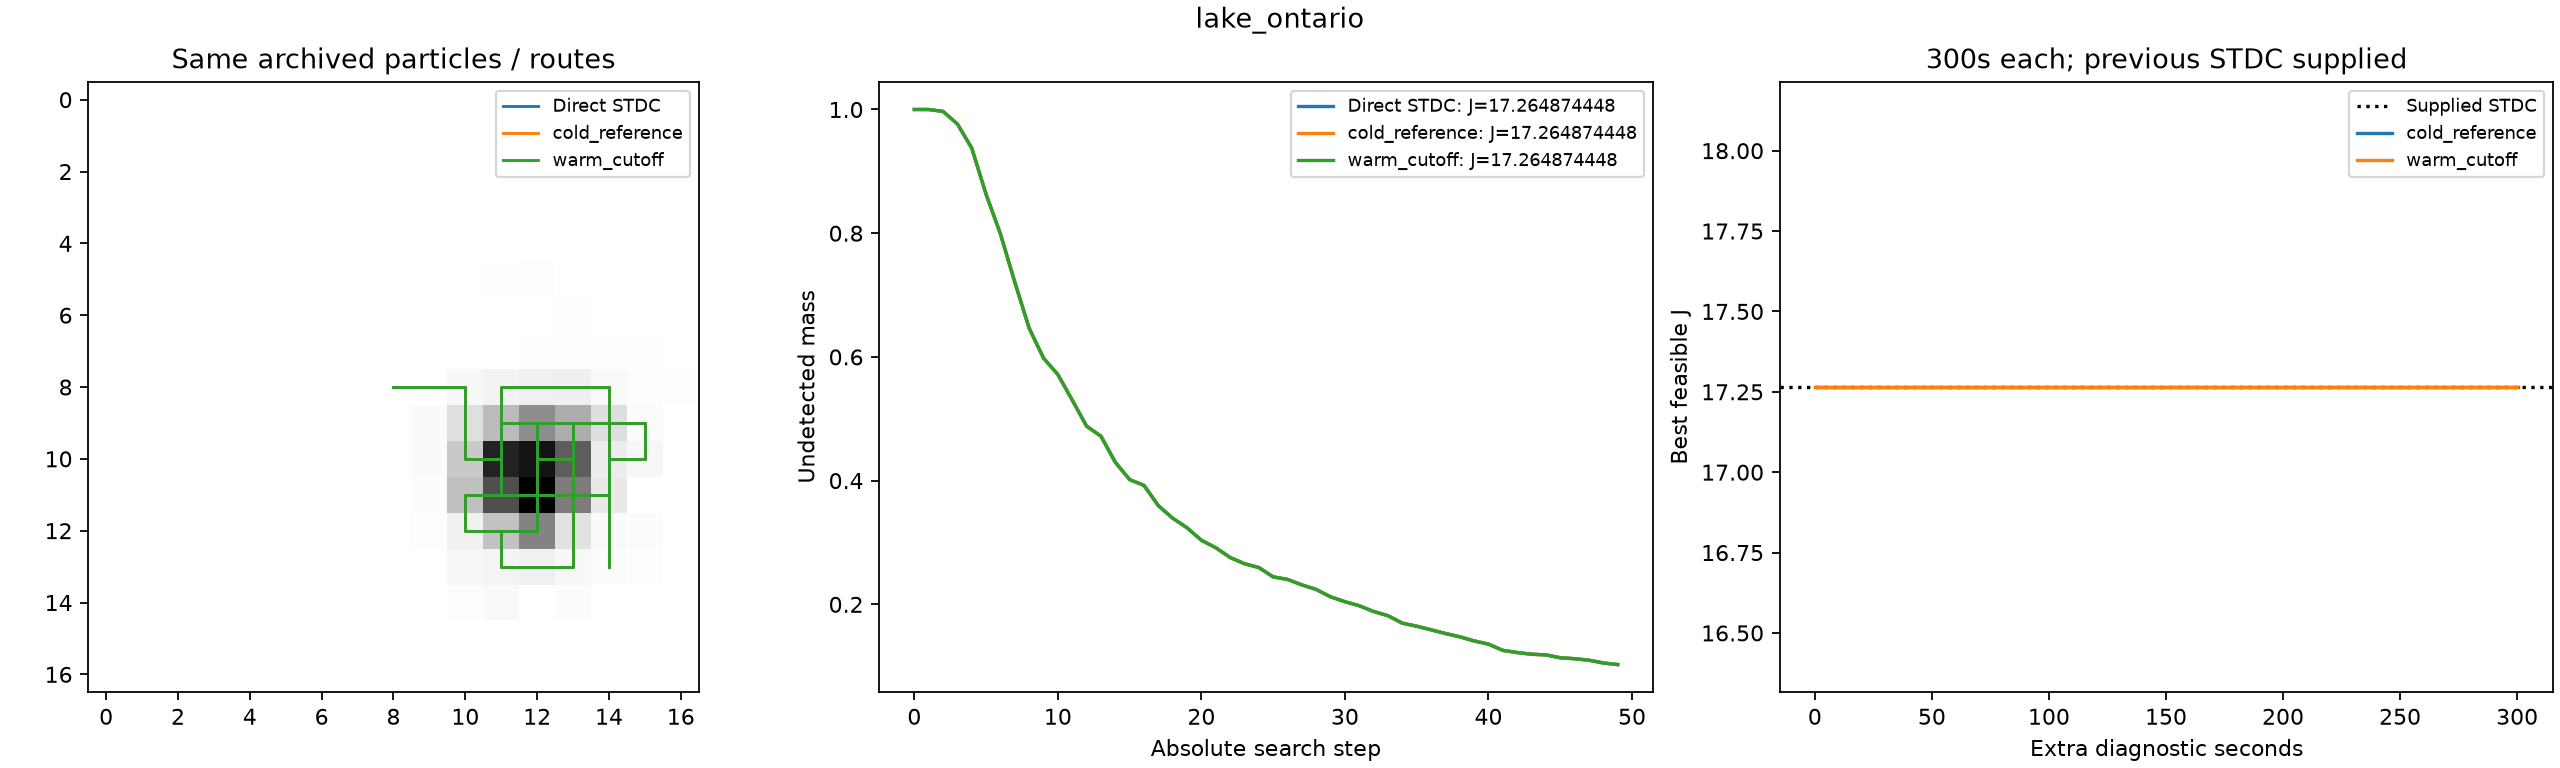 lake_ontario
Same archived particles / routes
Direct STDC
cold_reference
warm_cutoff
0
2
4
6
8
10
12
14
16
0 2 4 6 8 10 12 14 16
Direct STDC: J=17.264874448
cold_reference: J=17.264874448
warm_cutoff: J=17.264874448
Undetected mass
1.0
0.8
0.6
0.4
0.2
0 10 20 30 40 50
Absolute search step
300s each; previous STDC supplied
Supplied STDC
cold_reference
warm_cutoff
Best feasible J
18.00
17.75
17.50
17.25
17.00
16.75
16.50
0 50 100 150 200 250 300
Extra diagnostic seconds